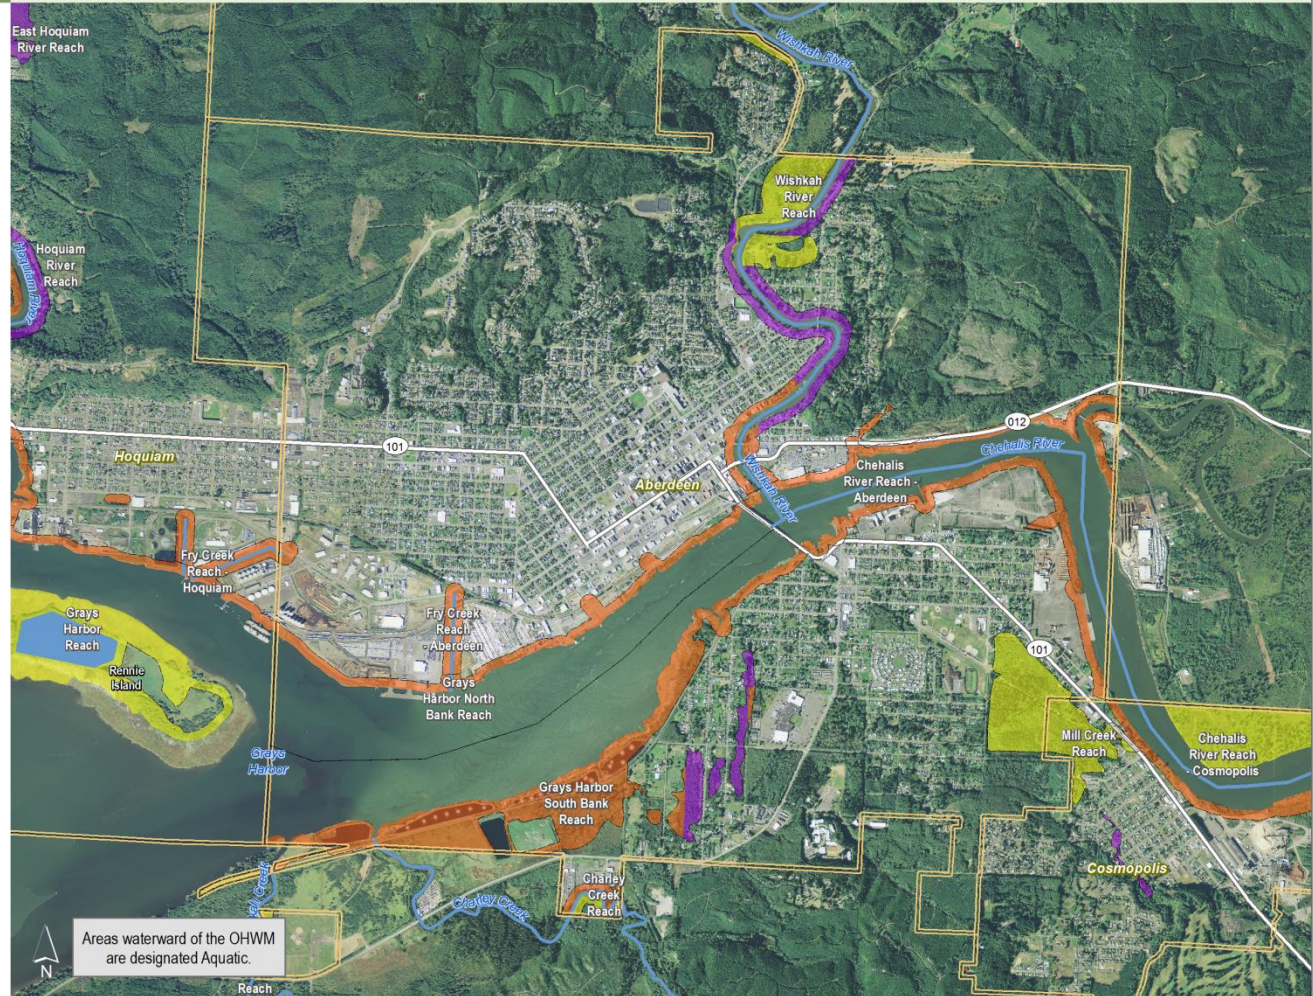 East Hoquiam
River Reach
Wishkah River
Wishkah
River
Reach
Hoquiam
River
Reach
Hoquiam River
012
101
Chehalis River
Hoquiam
Aberdeen
Wishkah River
Chehalis
River Reach -
Aberdeen
Fry Creek
Reach -
Hoquiam
Grays
Harbor
Reach
Fry Creek
Reach
- Aberdeen
Rennie
Island
101
Grays
Harbor North
Bank Reach
Mill Creek
Reach
Chehalis
River Reach
- Cosmopolis
Grays
Harbor
Grays Harbor
South Bank
Reach
Cosmopolis
Charley
Creek
Reach
Charley Creek
Creek
Areas waterward of the OHWM
are designated Aquatic.
N
Reach